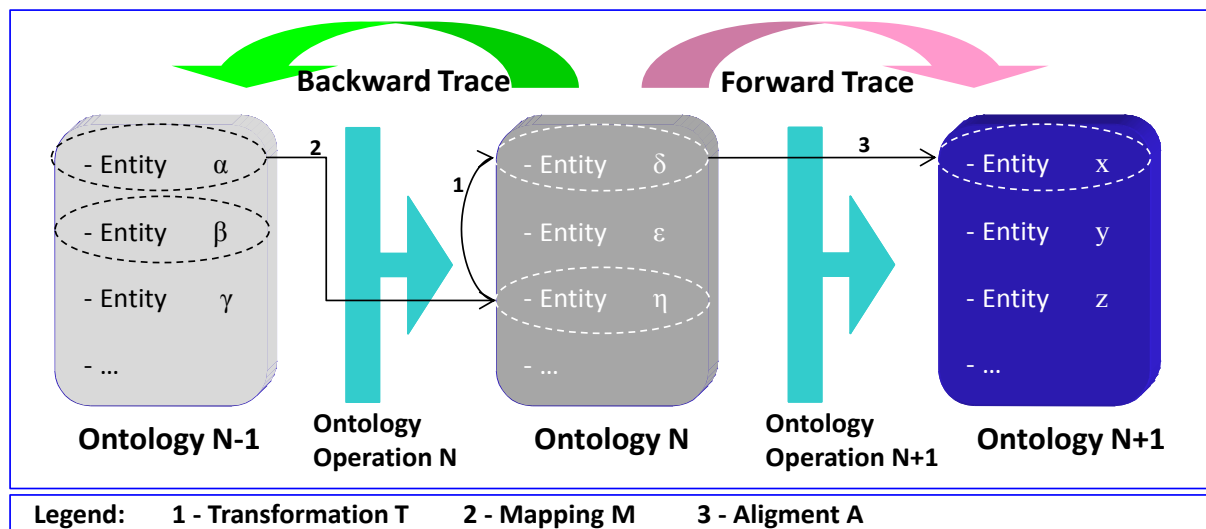 Backward Trace
Forward Trace
- Entity α
- Entity β
- Entity γ
- ...
Ontology N-1
2
Ontology
Operation N
1
- Entity δ
- Entity ε
- Entity η
- ...
Ontology N
3
Ontology
Operation N+1
- Entity x
- Entity y
- Entity z
- ...
Ontology N+1
Legend: 1 - Transformation T 2 - Mapping M 3 - Aligment A